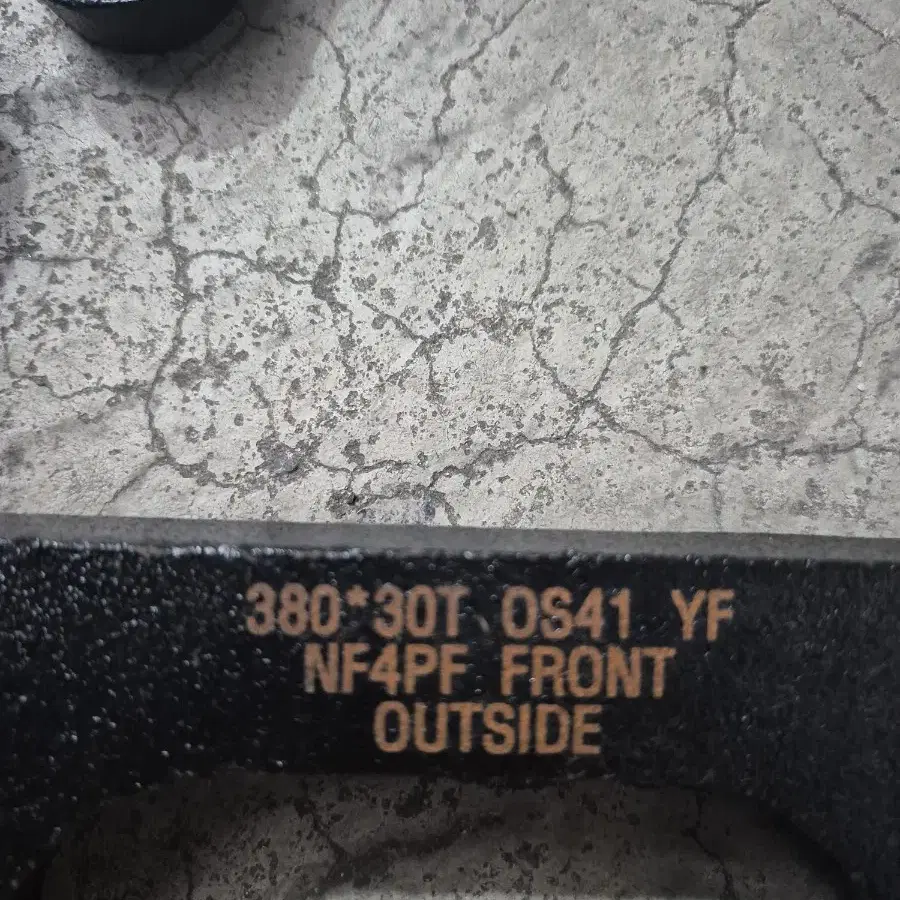 380*30T OS41 YF
NF4PF FRONT
OUTSIDE